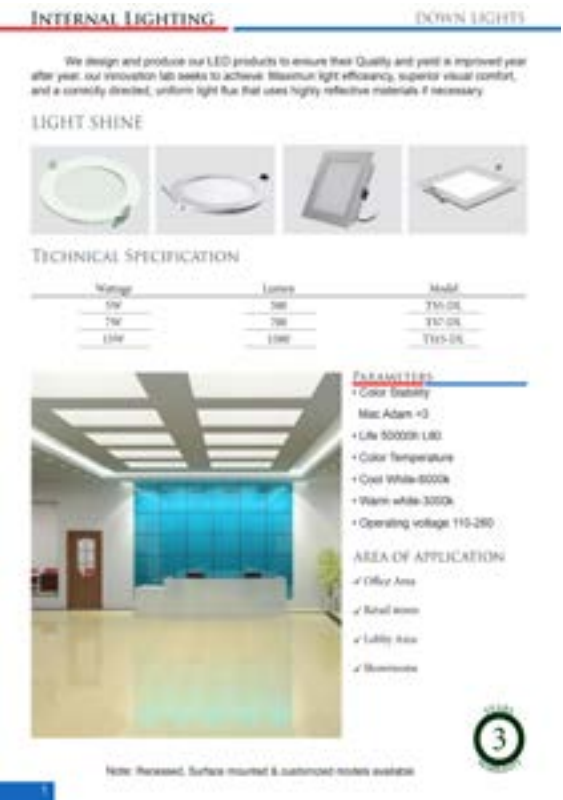 INTERNAL LIGHTING
DOWN LIGHTS
We design and produce our LED products to ensure their Quality and yield is improved year
after year. our innovation lab seeks to achieve: Maximun light efficeancy, superior visual comfort,
and a correctly directed, uniform light flux that uses highly reflective materials if necessary.
LIGHT SHINE
TECHNICAL SPECIFICATION
Wattage Lumen Model
5W 500
7W 700
15W 1500
PARAMETERS
• Color Stability
Mac Adam <3
• Life 50000h L80
• Color Temperature
• Cool White-6000k
• Warm white-3000k
• Operating voltage 110-260
AREA OF APPLICATION
✓ Office Area
✓ Retail stores
✓ Lobby Area
✓ Showrooms
3
YEARS
Note: Recessed, Surface mounted & customized models available
1